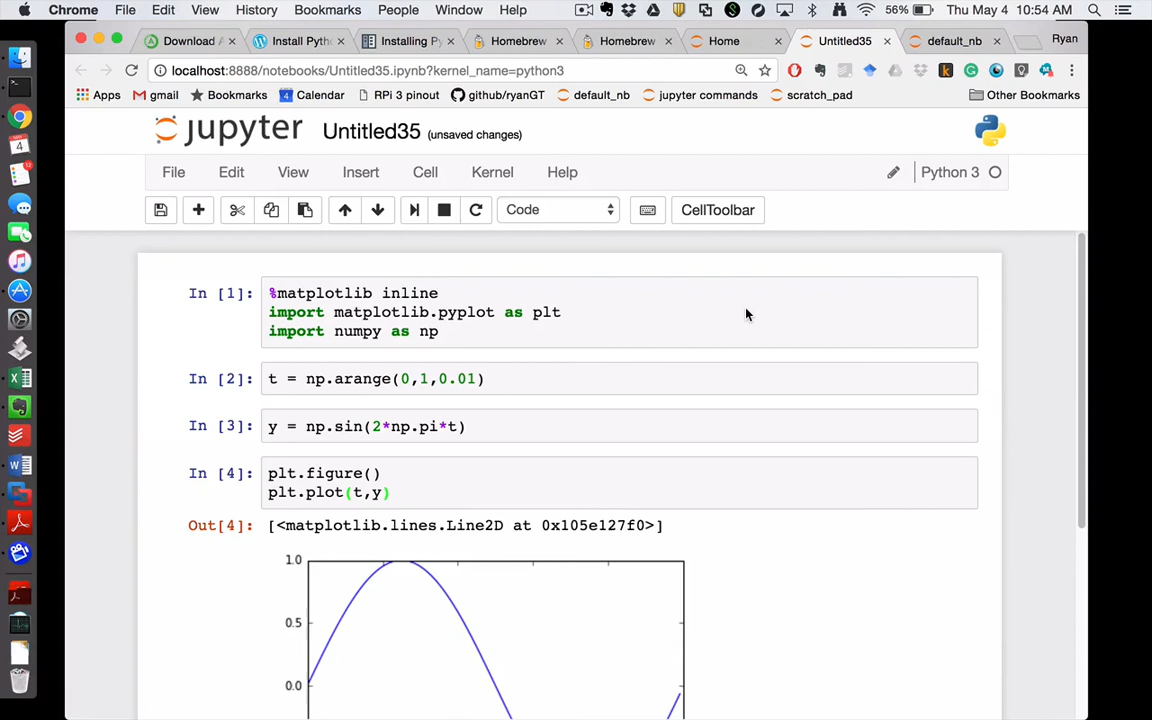 Chrome File Edit View History Bookmarks People Window Help 56% Thu May 4 10:54 AM
Download A Install Pytho Installing Py Homebrew Homebrew Home Untitled35 default_nb Ryan
localhost:8888/notebooks/Untitled35.ipynb?kernel_name=python3
Apps gmail Bookmarks Calendar RPi 3 pinout github/ryanGT default_nb jupyter commands scratch_pad Other Bookmarks
jupyter Untitled35 (unsaved changes)
File Edit View Insert Cell Kernel Help Python 3
Code CellToolbar
In [1]: %matplotlib inline
import matplotlib.pyplot as plt
import numpy as np
In [2]: t = np.arange(0,1,0.01)
In [3]: y = np.sin(2*np.pi*t)
In [4]: plt.figure()
plt.plot(t,y)
Out[4]: [<matplotlib.lines.Line2D at 0x105e127f0>]
1.0
0.5
0.0